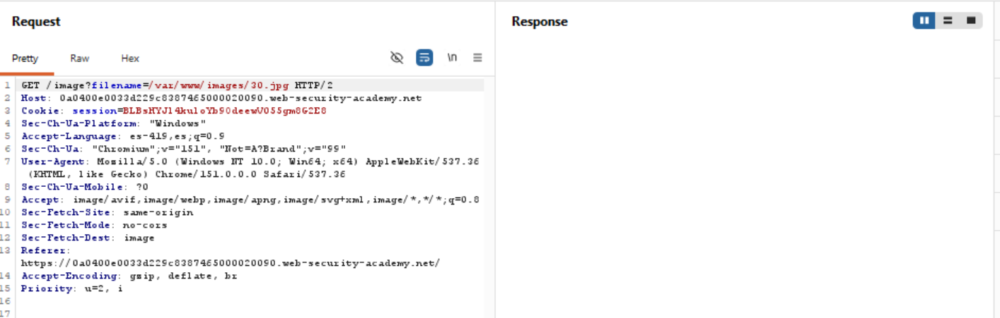 Request
Response
Pretty Raw Hex
\n
1 GET /image?filename=/var/www/images/30.jpg HTTP/2
2 Host: 0a0400e0033d229c8387465000020090.web-security-academy.net
3 Cookie: session=BLBsHYJl4kuloYb90deewV055gm8G2E8
4 Sec-Ch-Ua-Platform: "Windows"
5 Accept-Language: es-419,es;q=0.9
6 Sec-Ch-Ua: "Chromium";v="151", "Not=A?Brand";v="99"
7 User-Agent: Mozilla/5.0 (Windows NT 10.0; Win64; x64) AppleWebKit/537.36
(KHTML, like Gecko) Chrome/151.0.0.0 Safari/537.36
8 Sec-Ch-Ua-Mobile: ?0
9 Accept: image/avif,image/webp,image/apng,image/svg+xml,image/*,*/*;q=0.8
10 Sec-Fetch-Site: same-origin
11 Sec-Fetch-Mode: no-cors
12 Sec-Fetch-Dest: image
13 Referer:
https://0a0400e0033d229c8387465000020090.web-security-academy.net/
14 Accept-Encoding: gzip, deflate, br
15 Priority: u=2, i
16
17